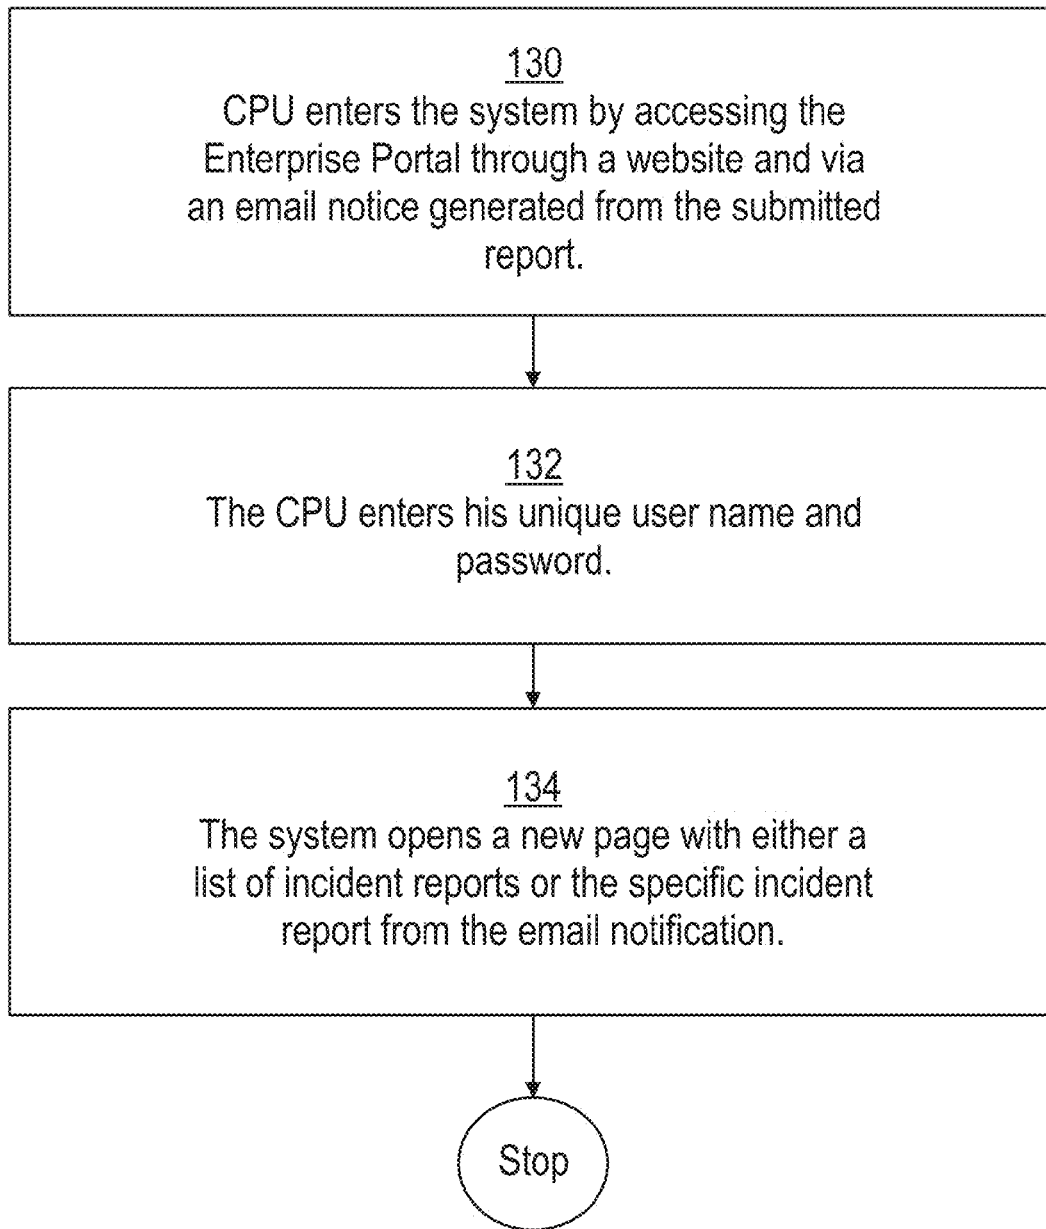 130
CPU enters the system by accessing the
Enterprise Portal through a website and via
an email notice generated from the submitted
report.
132
The CPU enters his unique user name and
password.
134
The system opens a new page with either a
list of incident reports or the specific incident
report from the email notification.
Stop